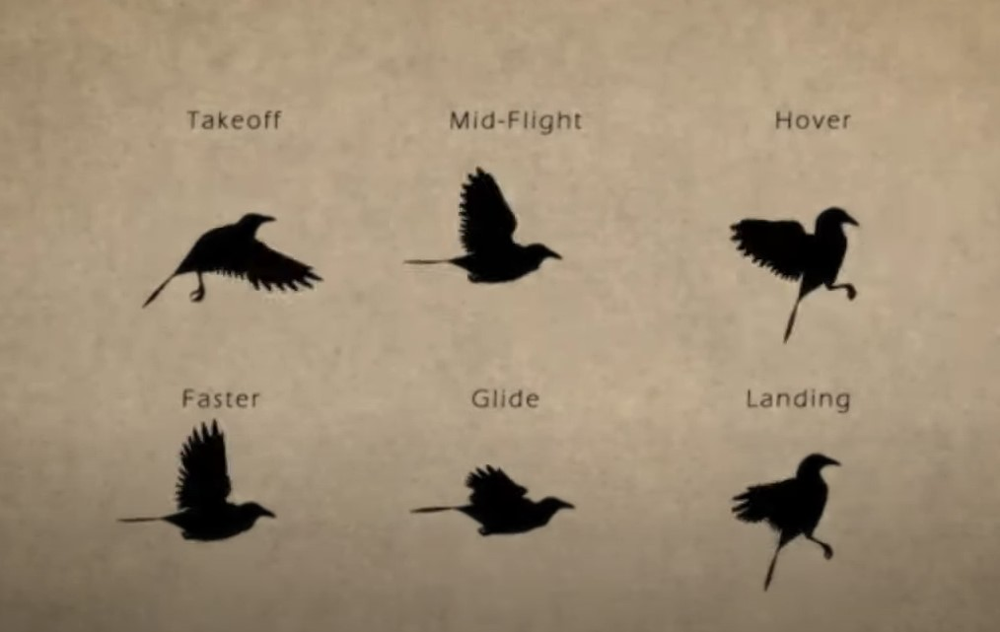 Takeoff
Mid-Flight
Hover
Faster
Glide
Landing